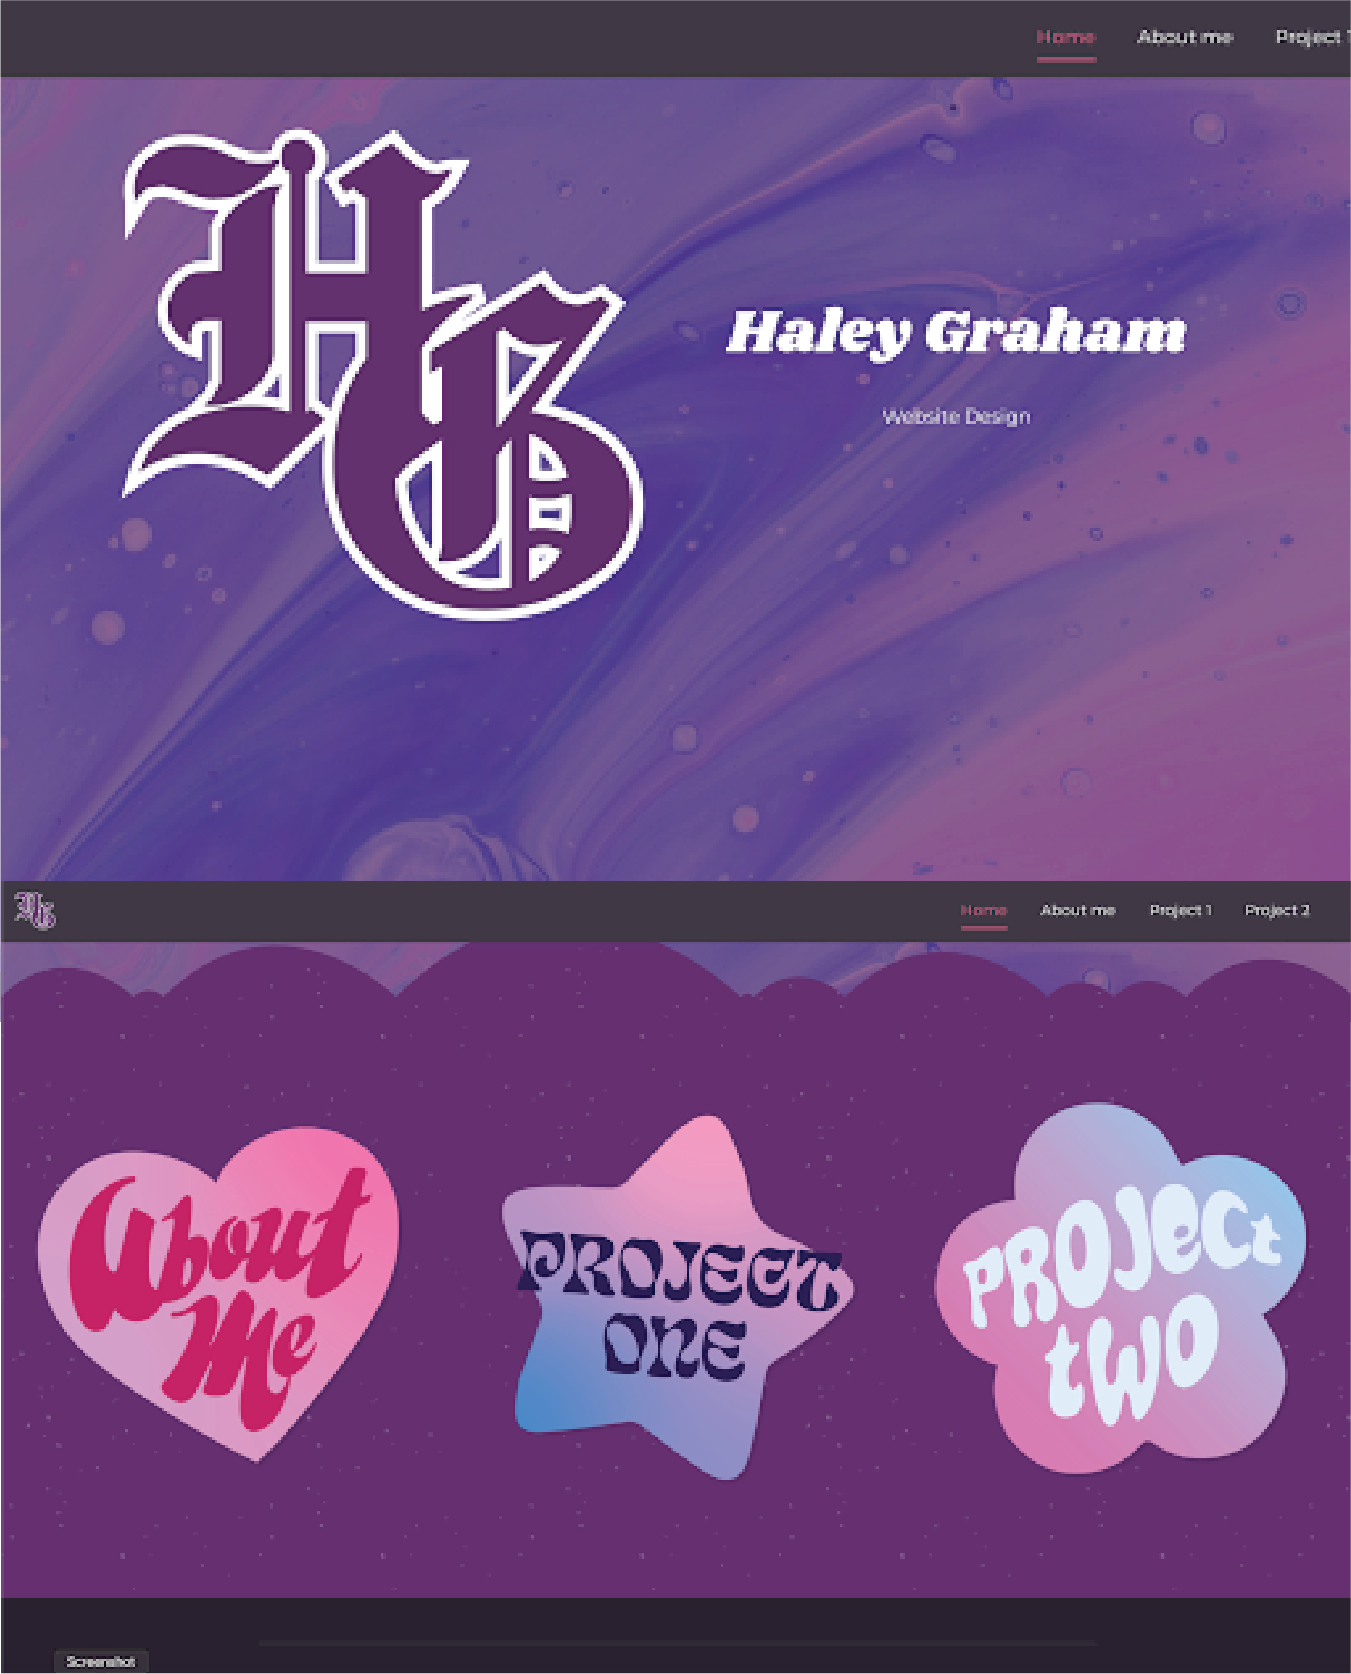 Home About me Project 1
HG
Haley Graham
Website Design
HG Home About me Project 1 Project 2
About
Me
PROJECT
ONE
PROJect
two
Screenshot